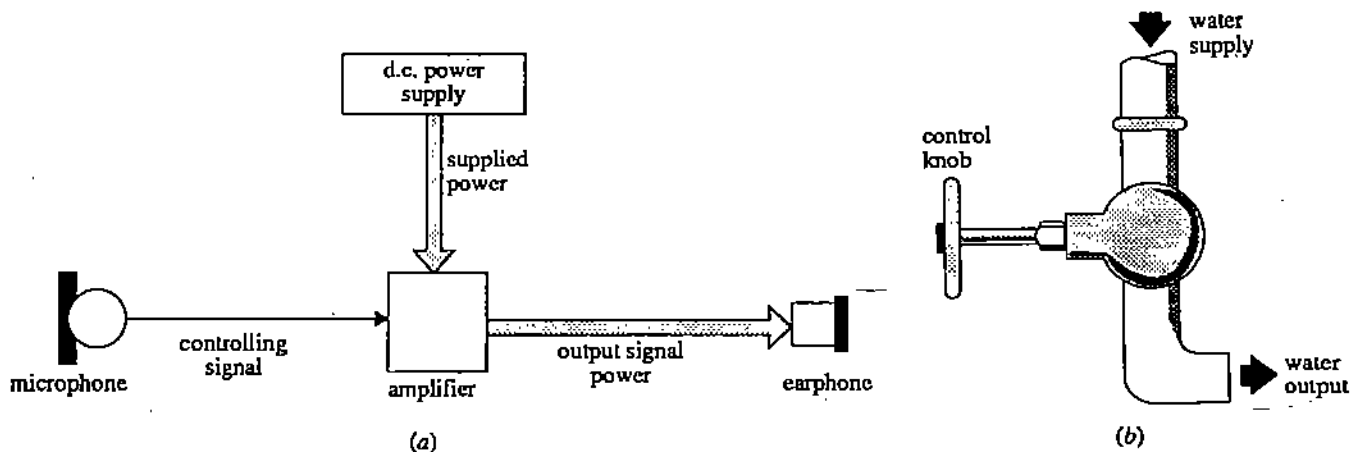 d.c. power
supply
supplied
power
controlling
signal
microphone
amplifier
output signal
power
earphone
(a)
water
supply
control
knob
water
output
(b)